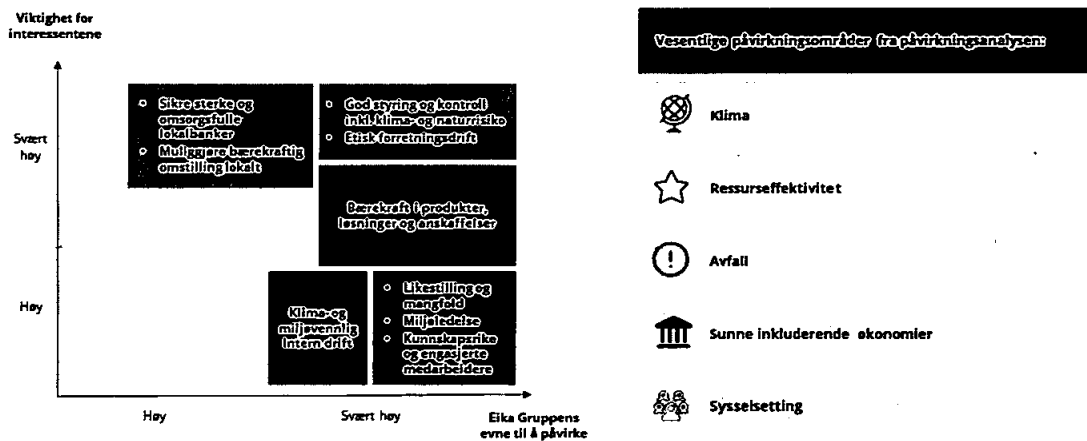 Viktighet for
interessentene
Svært
høy
Høy
Sikre sterke og
omsorgsfulle
lokalbanker
Muliggjøre bærekraftig
omstilling lokalt
God styring og kontroll
inkl. klima- og naturrisiko
Etisk forretningsdrift
Bærekraft i produkter,
løsninger og anskaffelser
Klima- og
miljøvennlig
intern drift
Likestilling og
mangfold
Miljøledelse
Kunnskapsrike
og engasjerte
medarbeidere
Høy
Svært høy
Eika Gruppens
evne til å påvirke
Vesentlige påvirkningsområder fra påvirkningsanalysen:
Klima
Ressurseffektivitet
Avfall
Sunne inkluderende økonomier
Sysselsetting